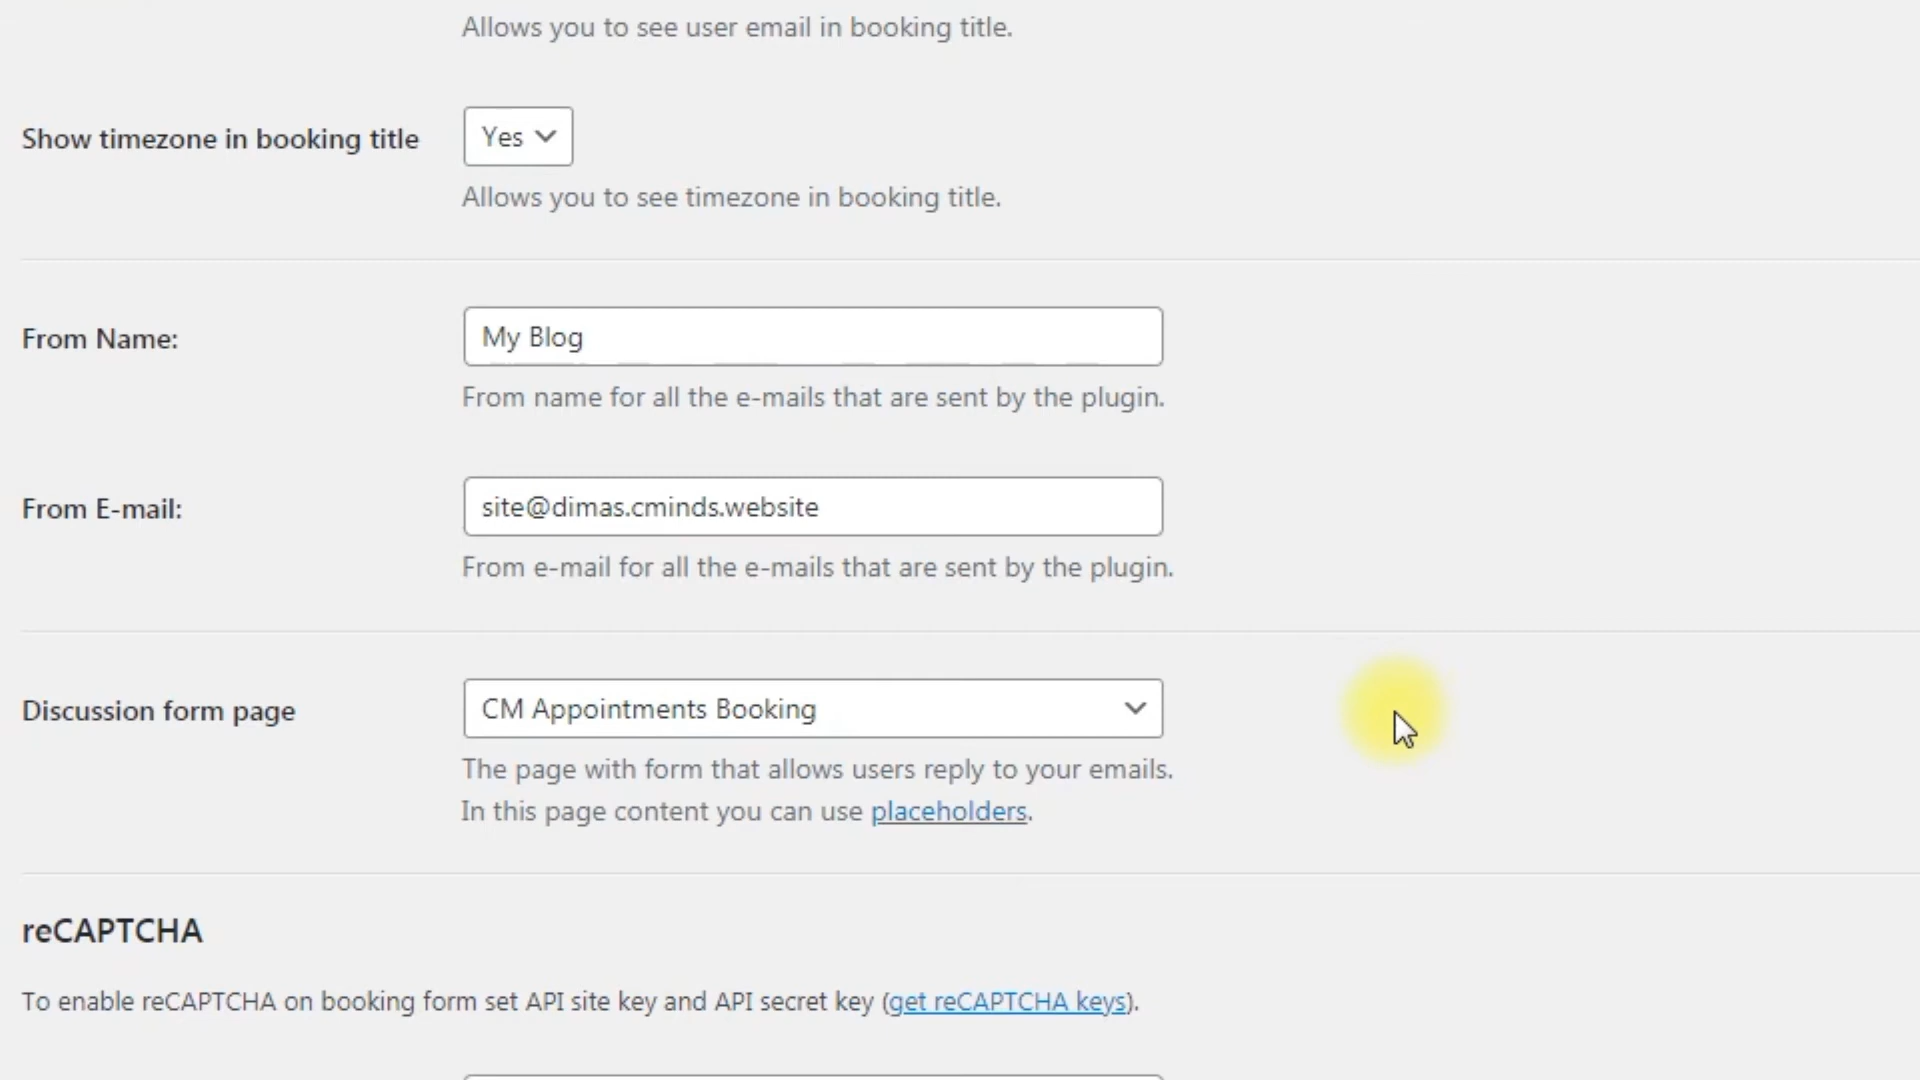 Allows you to see user email in booking title.
Show timezone in booking title
Yes
Allows you to see timezone in booking title.
From Name:
My Blog
From name for all the e-mails that are sent by the plugin.
From E-mail:
site@dimas.cminds.website
From e-mail for all the e-mails that are sent by the plugin.
Discussion form page
CM Appointments Booking
The page with form that allows users reply to your emails.
In this page content you can use placeholders.
reCAPTCHA
To enable reCAPTCHA on booking form set API site key and API secret key (get reCAPTCHA keys).